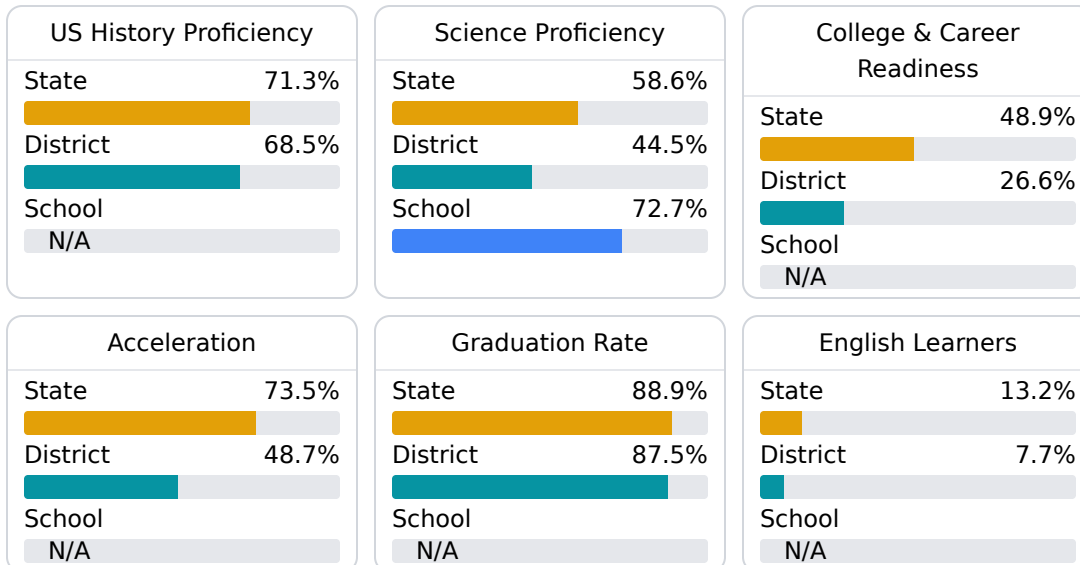 US History Proficiency
State 71.3%
District 68.5%
School
N/A
Science Proficiency
State 58.6%
District 44.5%
School 72.7%
College & Career
Readiness
State 48.9%
District 26.6%
School
N/A
Acceleration
State 73.5%
District 48.7%
School
N/A
Graduation Rate
State 88.9%
District 87.5%
School
N/A
English Learners
State 13.2%
District 7.7%
School
N/A